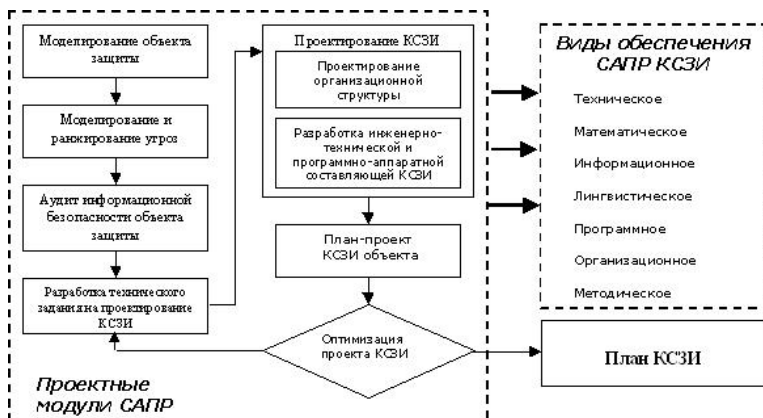 Моделирование объекта
защиты
Моделирование и
ранжирование угроз
Аудит информационной
безопасности объекта
защиты
Разработка технического
задания на проектирование
КСЗИ
Проектирование КСЗИ
Проектирование
организационной
структуры
Разработка инженерно-
технической и
программно-аппаратной
составляющей КСЗИ
План-проект
КСЗИ объекта
Оптимизация
проекта КСЗИ
Проектные
модули САПР
Виды обеспечения
САПР КСЗИ
Техническое
Математическое
Информационное
Лингвистическое
Программное
Организационное
Методическое
План КСЗИ